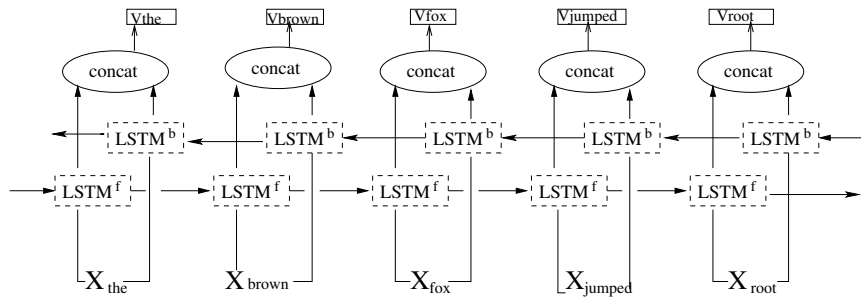 Vthe Vbrown Vfox Vjumped Vroot
concat concat concat concat concat
LSTM b LSTM b LSTM b LSTM b LSTM b
LSTM f LSTM f LSTM f LSTM f LSTM f
X the X brown X fox X jumped X root